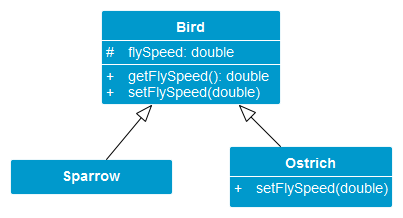 Bird
# flySpeed: double
+ getFlySpeed(): double
+ setFlySpeed(double)
Sparrow
Ostrich
+ setFlySpeed(double)